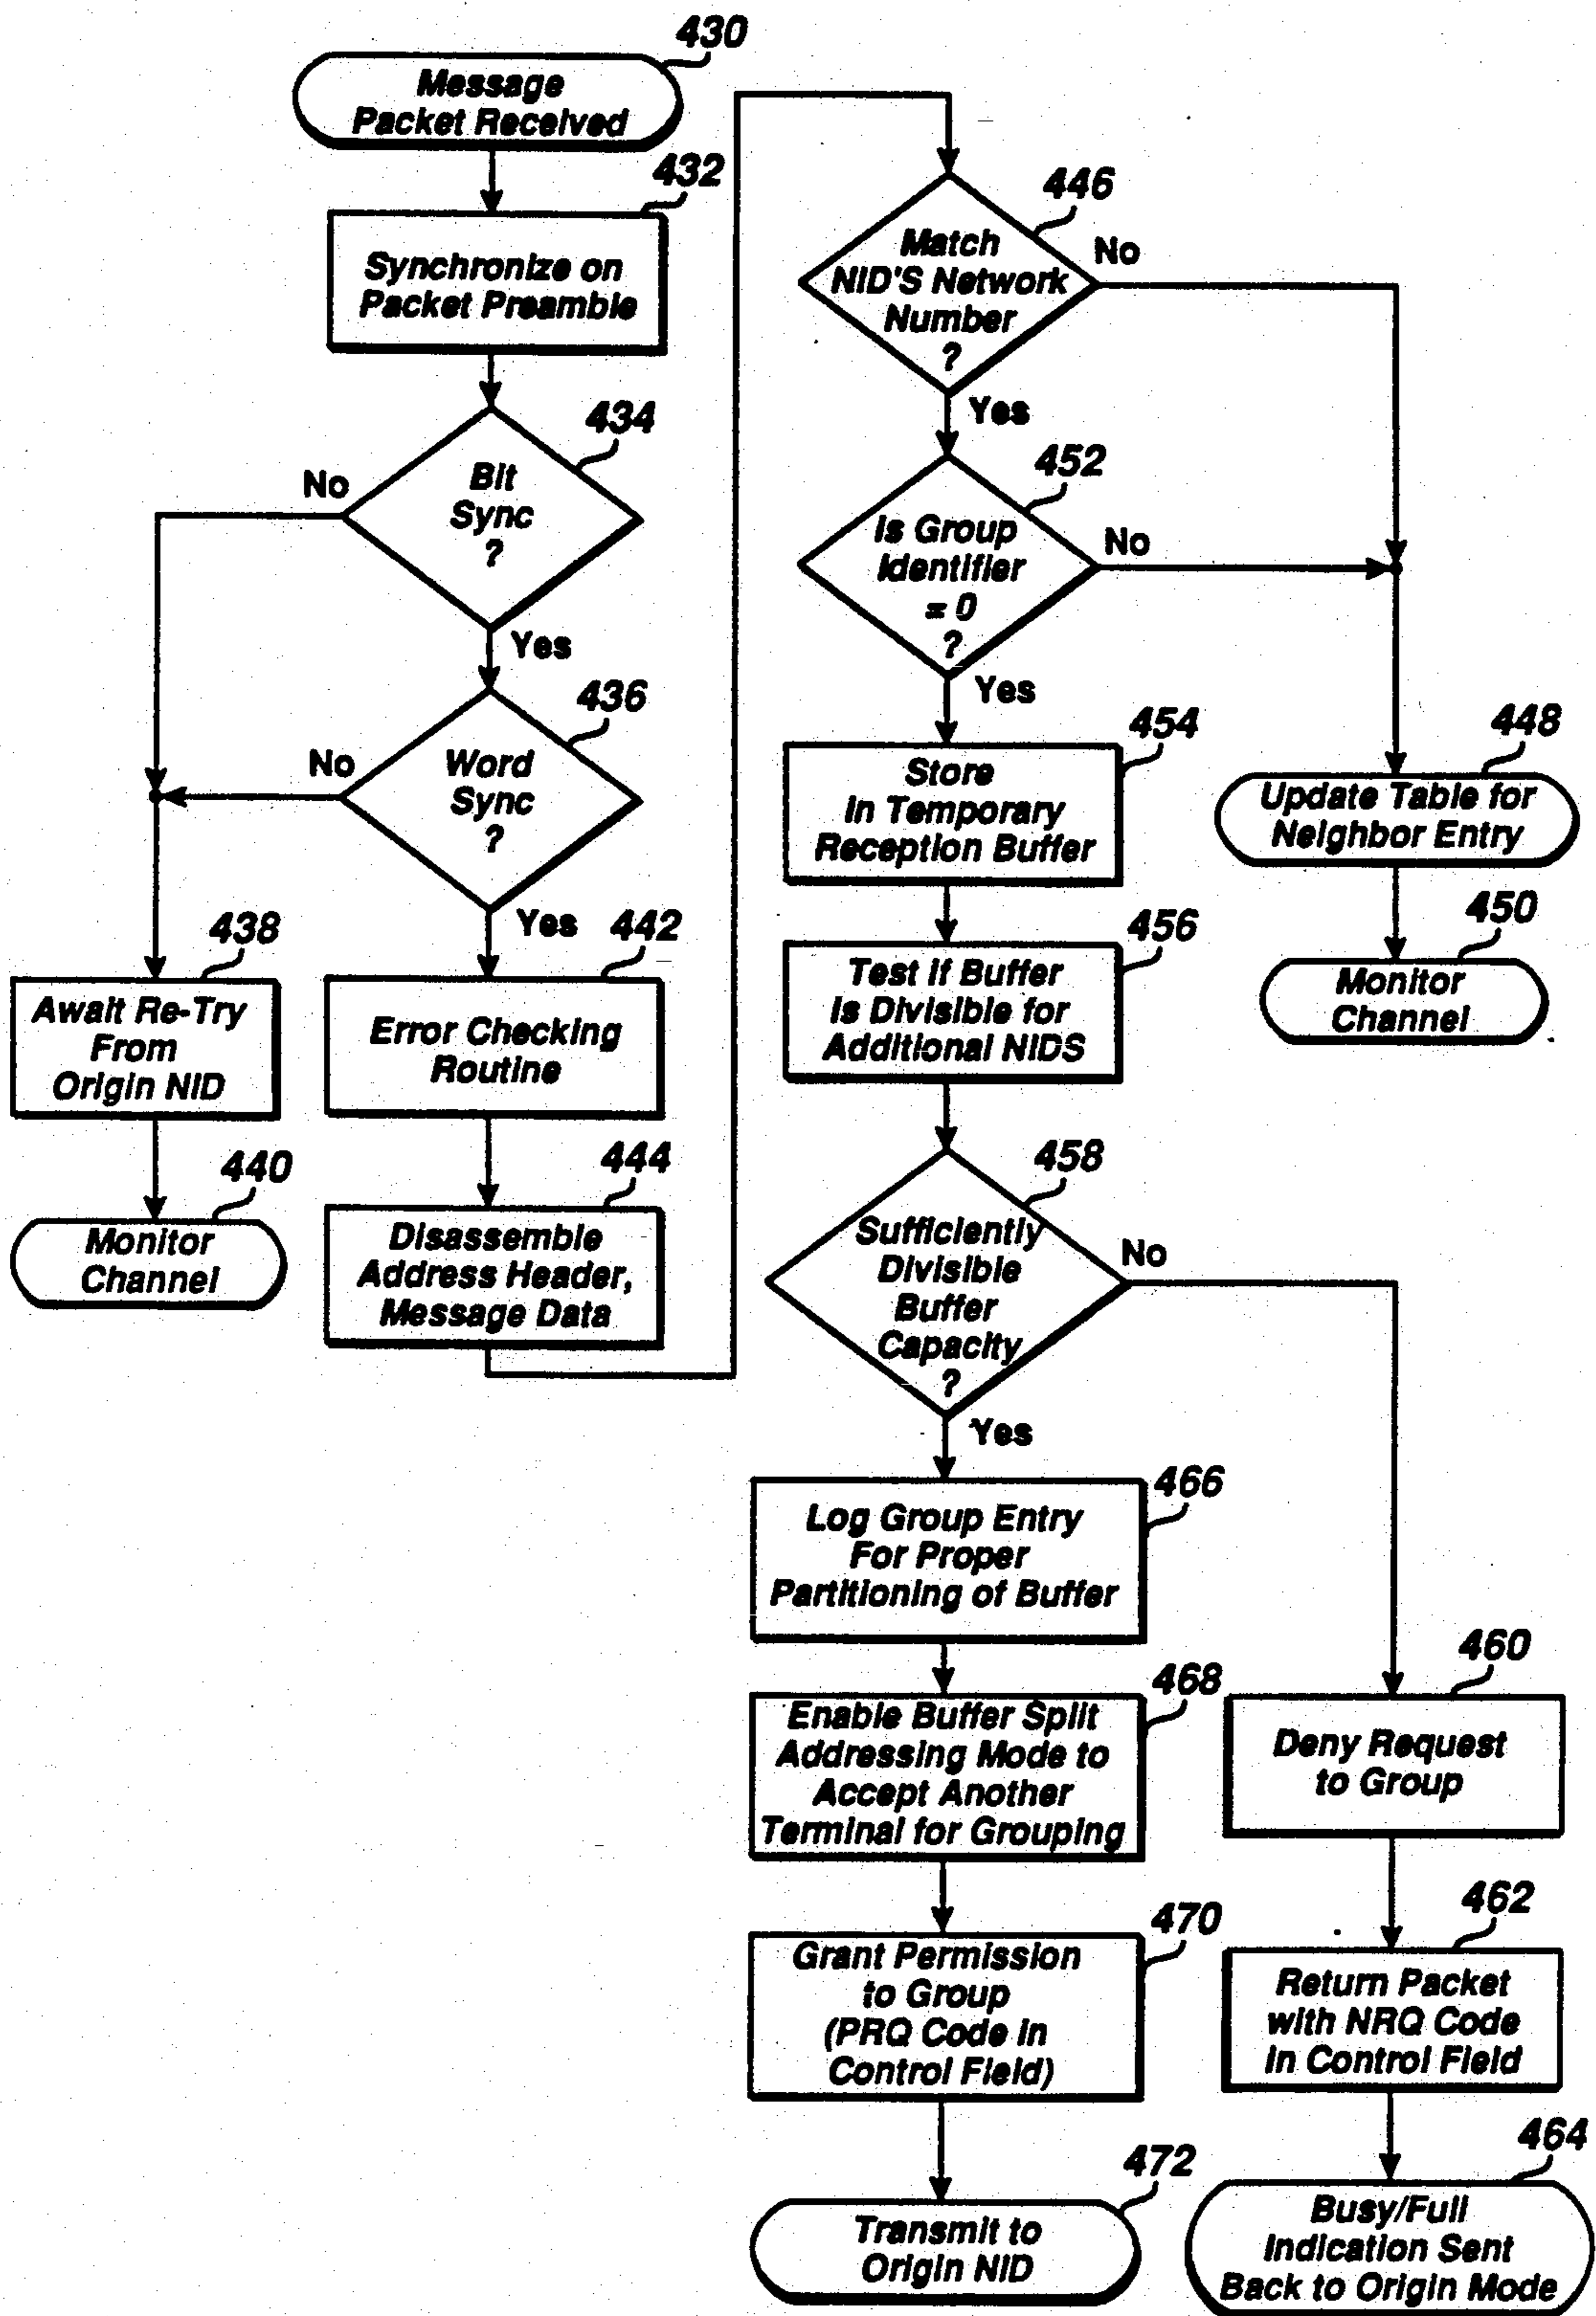 430
Message
Packet Received
432
Synchronize on
Packet Preamble
434
Bit
Sync
?
No
Yes
436
Word
Sync
?
No
Yes
438
Await Re-Try
From
Origin NID
440
Monitor
Channel
442
Error Checking
Routine
444
Disassemble
Address Header,
Message Data
446
Match
NID'S Network
Number
?
No
Yes
452
Is Group
Identifier
= 0
?
No
Yes
448
Update Table for
Neighbor Entry
450
Monitor
Channel
454
Store
In Temporary
Reception Buffer
456
Test If Buffer
Is Divisible for
Additional NIDS
458
Sufficiently
Divisible
Buffer
Capacity
?
No
Yes
466
Log Group Entry
For Proper
Partitioning of Buffer
468
Enable Buffer Split
Addressing Mode to
Accept Another
Terminal for Grouping
470
Grant Permission
to Group
(PRQ Code in
Control Field)
472
Transmit to
Origin NID
460
Deny Request
to Group
462
Return Packet
with NRQ Code
in Control Field
464
Busy/Full
Indication Sent
Back to Origin Mode